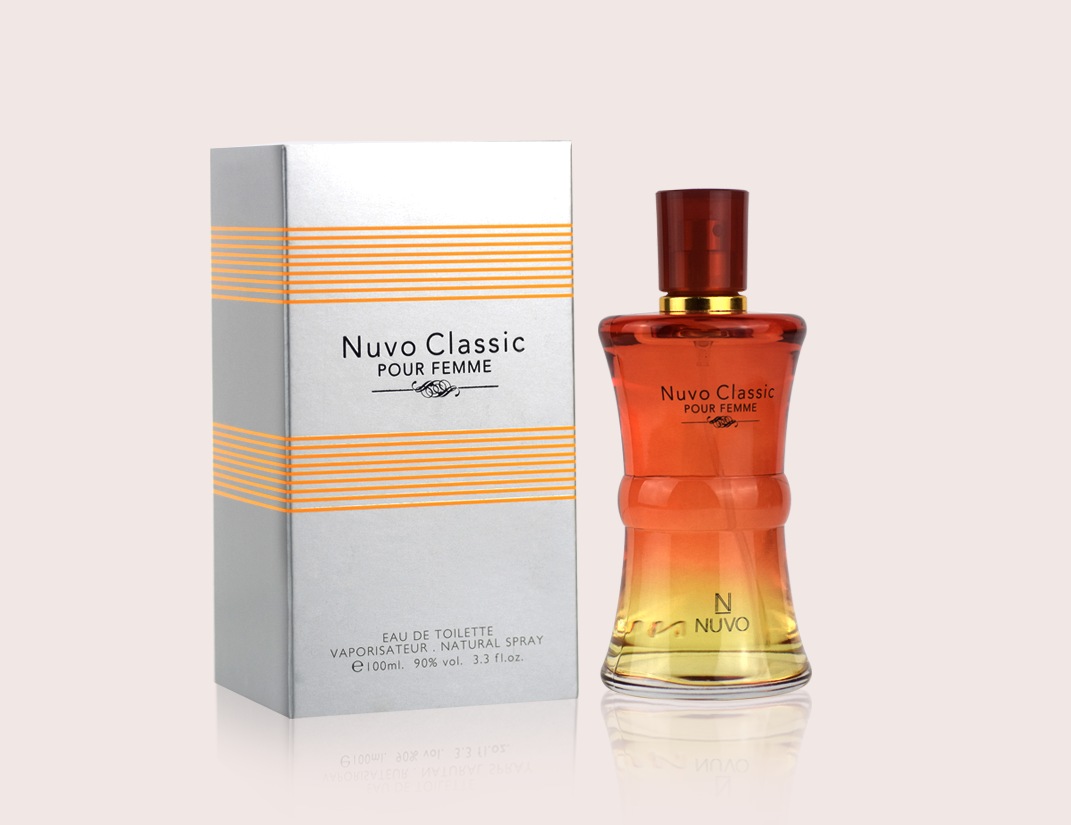 Nuvo Classic
POUR FEMME
EAU DE TOILETTE
VAPORISATEUR . NATURAL SPRAY
℮100ml. 90% vol. 3.3 fl.oz.
Nuvo Classic
POUR FEMME
N
NUVO